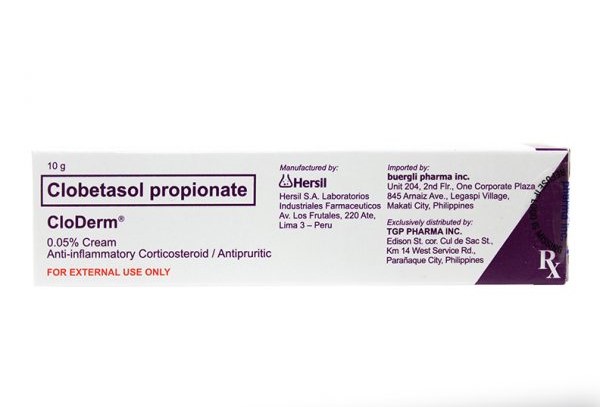 10 g
Clobetasol propionate
CloDerm®
0.05% Cream
Anti-inflammatory Corticosteroid / Antipruritic
FOR EXTERNAL USE ONLY
Manufactured by:
Hersil
Hersil S.A. Laboratorios
Industriales Farmaceuticos
Av. Los Frutales, 220 Ate,
Lima 3 – Peru
Imported by:
buergli pharma inc.
Unit 204, 2nd Flr., One Corporate Plaza
845 Arnaiz Ave., Legaspi Village,
Makati City, Philippines
Exclusively distributed by:
TGP PHARMA INC.
Edison St. cor. Cul de Sac St.,
Km 14 West Service Rd.,
Parañaque City, Philippines
Rx
pharma inc.